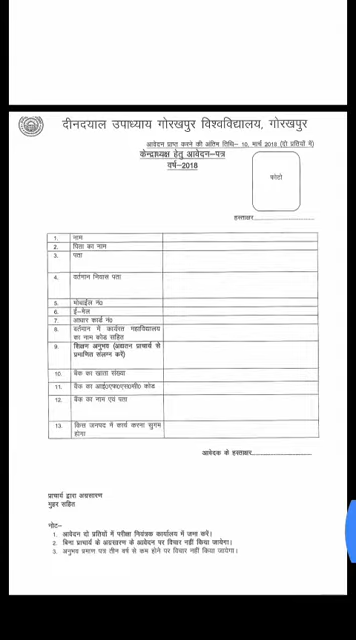 दीनदयाल उपाध्याय गोरखपुर विश्वविद्यालय, गोरखपुर
आवेदन प्राप्त करने की अंतिम तिथि– 10, मार्च 2018 (दो प्रतियों में)
केन्द्राध्यक्ष हेतु आवेदन–पत्र
वर्ष–2018
फोटो
हस्ताक्षर
1. नाम
2. पिता का नाम
3. पता
4. वर्तमान निवास पता
5. मोबाईल नं0
6. ई–मेल
7. आधार कार्ड नं0
8. वर्तमान में कार्यरत महाविद्यालय
का नाम कोड सहित
9. शिक्षण अनुभव (अद्यतन प्राचार्य से
प्रमाणित संलग्न करें)
10. बैंक का खाता संख्या
11. बैंक का आई0एफ0एस0सी0 कोड
12. बैंक का नाम एवं पता
13. किस जनपद में कार्य करना सुगम
होगा
आवेदक के हस्ताक्षर
प्राचार्य द्वारा अग्रसारण
मुहर सहित
नोट–
1. आवेदन दो प्रतियों में परीक्षा नियंत्रक कार्यालय में जमा करें।
2. बिना प्राचार्य के अग्रसारण के आवेदन पर विचार नहीं किया जायेगा।
3. अनुभव प्रमाण पत्र तीन वर्ष से कम होने पर विचार नहीं किया जायेगा।